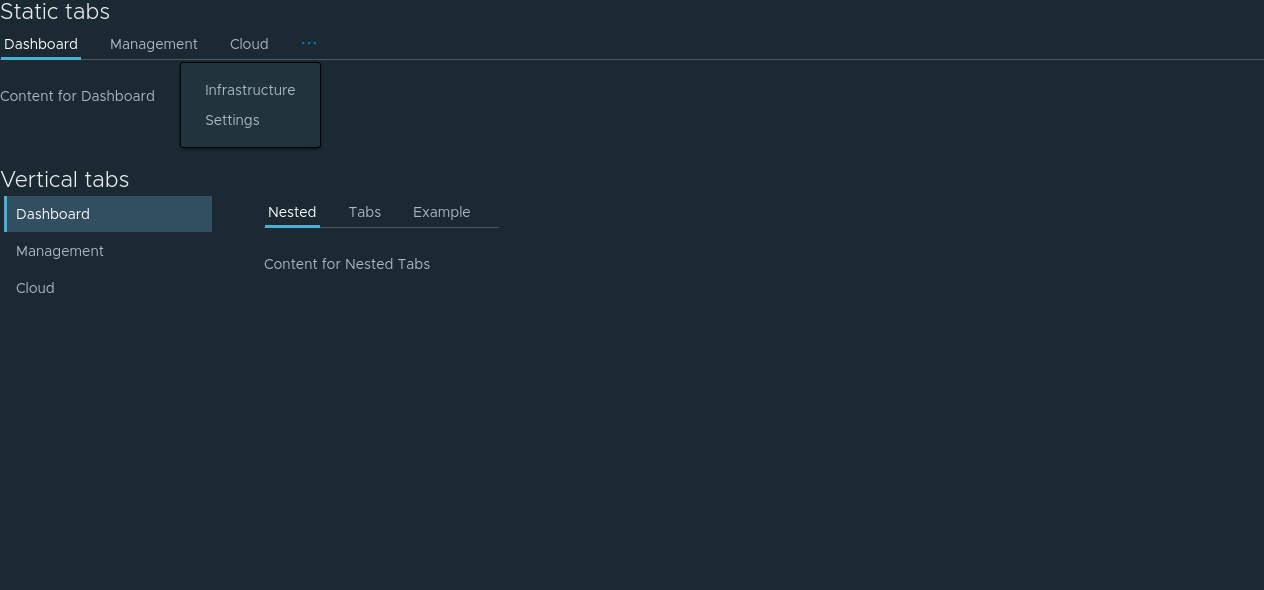 Static tabs
Dashboard Management Cloud ...
Infrastructure
Content for Dashboard
Settings
Vertical tabs
Dashboard
Management
Cloud
Nested Tabs Example
Content for Nested Tabs